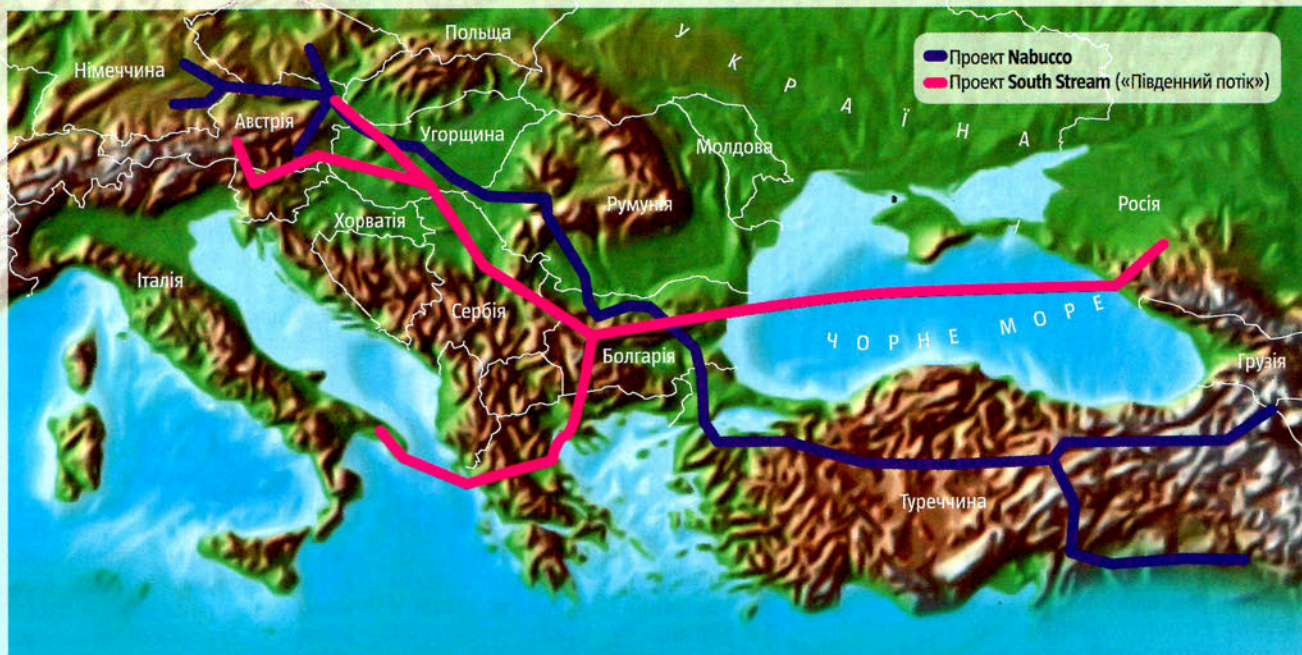 Польща
УКРАЇНА
Проект Nabucco
Проект South Stream («Південний потік»)
Німеччина
Австрія
Угорщина
Молдова
Хорватія
Румунія
Росія
Італія
Сербія
Болгарія
ЧОРНЕ МОРЕ
Грузія
Туреччина